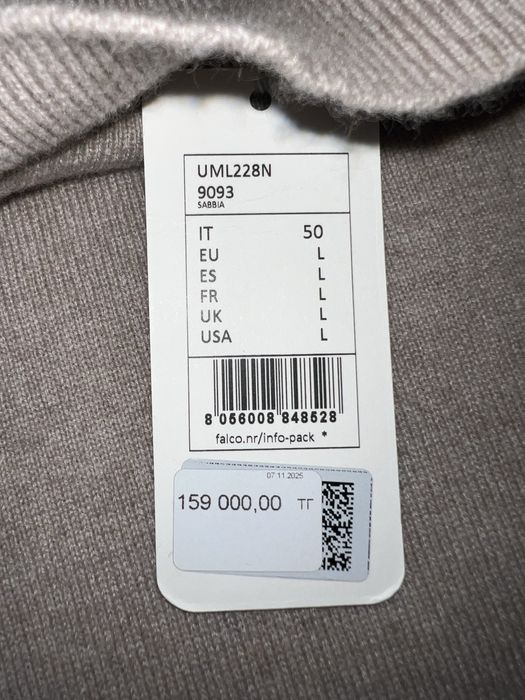 UML228N
9093
SABBIA
IT 50
EU L
ES L
FR L
UK L
USA L
8 056008 848528
falco.nr/info-pack *
07.11.2025
159 000,00 ТГ